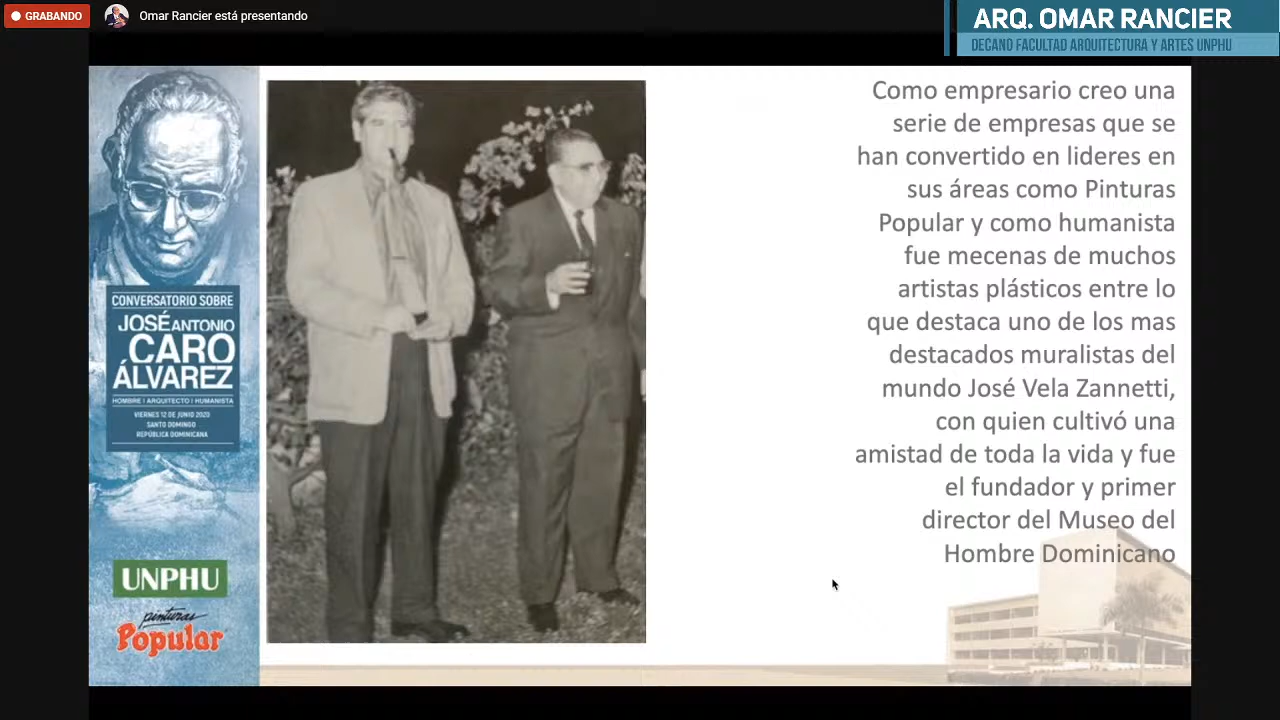 GRABANDO
Omar Rancier está presentando
ARQ. OMAR RANCIER
DECANO FACULTAD ARQUITECTURA Y ARTES UNPHU
CONVERSATORIO SOBRE
JOSÉ ANTONIO
CARO
ÁLVAREZ
HOMBRE | ARQUITECTO | HUMANISTA
VIERNES 12 DE JUNIO 2020
SANTO DOMINGO
REPÚBLICA DOMINICANA
UNPHU
pinturas
Popular
Como empresario creo una
serie de empresas que se
han convertido en lideres en
sus áreas como Pinturas
Popular y como humanista
fue mecenas de muchos
artistas plásticos entre lo
que destaca uno de los mas
destacados muralistas del
mundo José Vela Zannetti,
con quien cultivó una
amistad de toda la vida y fue
el fundador y primer
director del Museo del
Hombre Dominicano